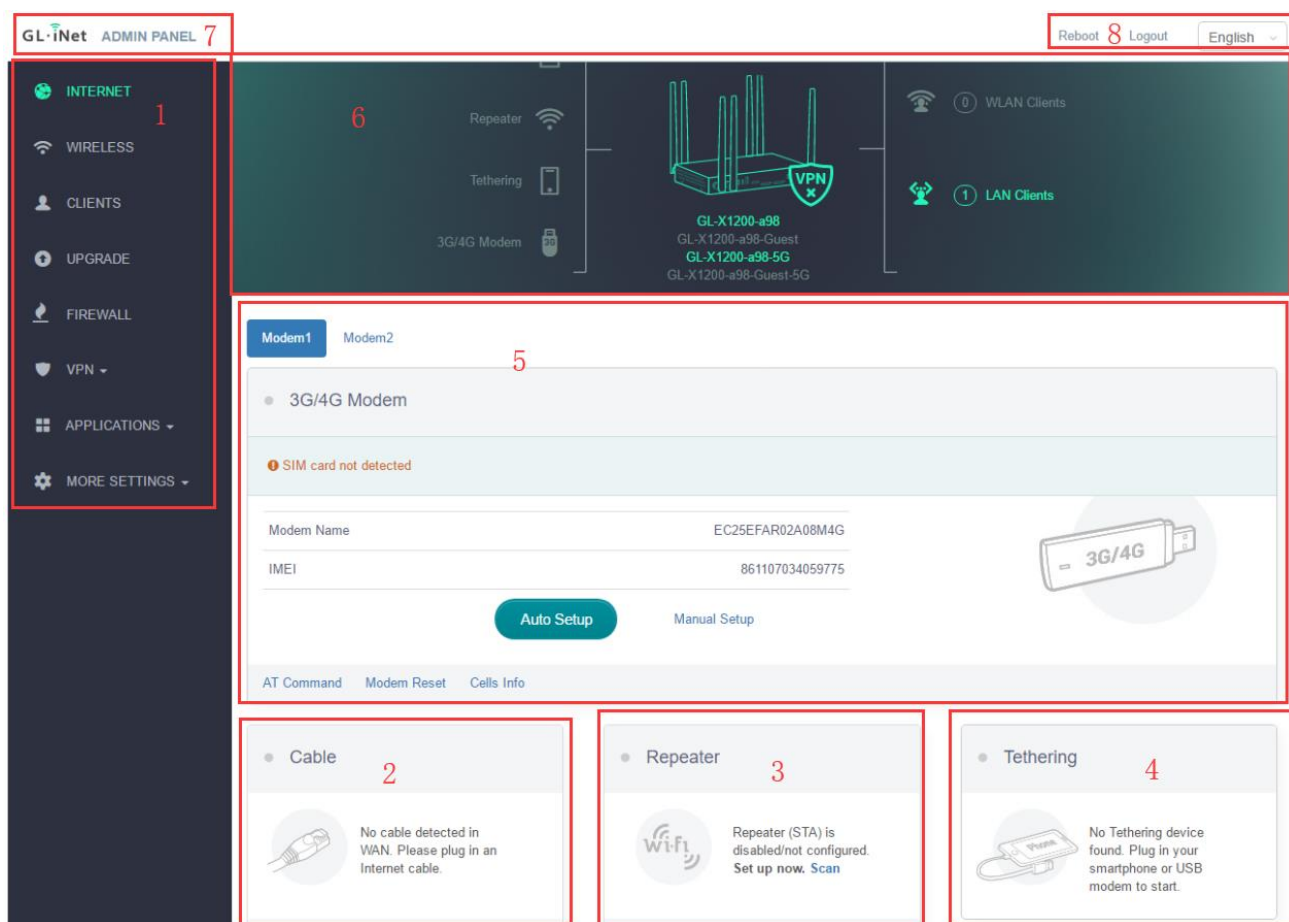 GL·iNet ADMIN PANEL 7
Reboot 8 Logout English
INTERNET
1
WIRELESS
CLIENTS
UPGRADE
FIREWALL
VPN
APPLICATIONS
MORE SETTINGS
6
Repeater
Tethering
3G/4G Modem
3G
VPN
GL-X1200-a98
GL-X1200-a98-Guest
GL-X1200-a98-5G
GL-X1200-a98-Guest-5G
0 WLAN Clients
1 LAN Clients
Modem1 Modem2
5
3G/4G Modem
SIM card not detected
Modem Name EC25EFAR02A08M4G
IMEI 861107034059775
3G/4G
Auto Setup Manual Setup
AT Command Modem Reset Cells Info
Cable
2
No cable detected in
WAN. Please plug in an
Internet cable.
Repeater
3
Wi-Fi
Repeater (STA) is
disabled/not configured.
Set up now. Scan
Tethering
4
Phone
No Tethering device
found. Plug in your
smartphone or USB
modem to start.